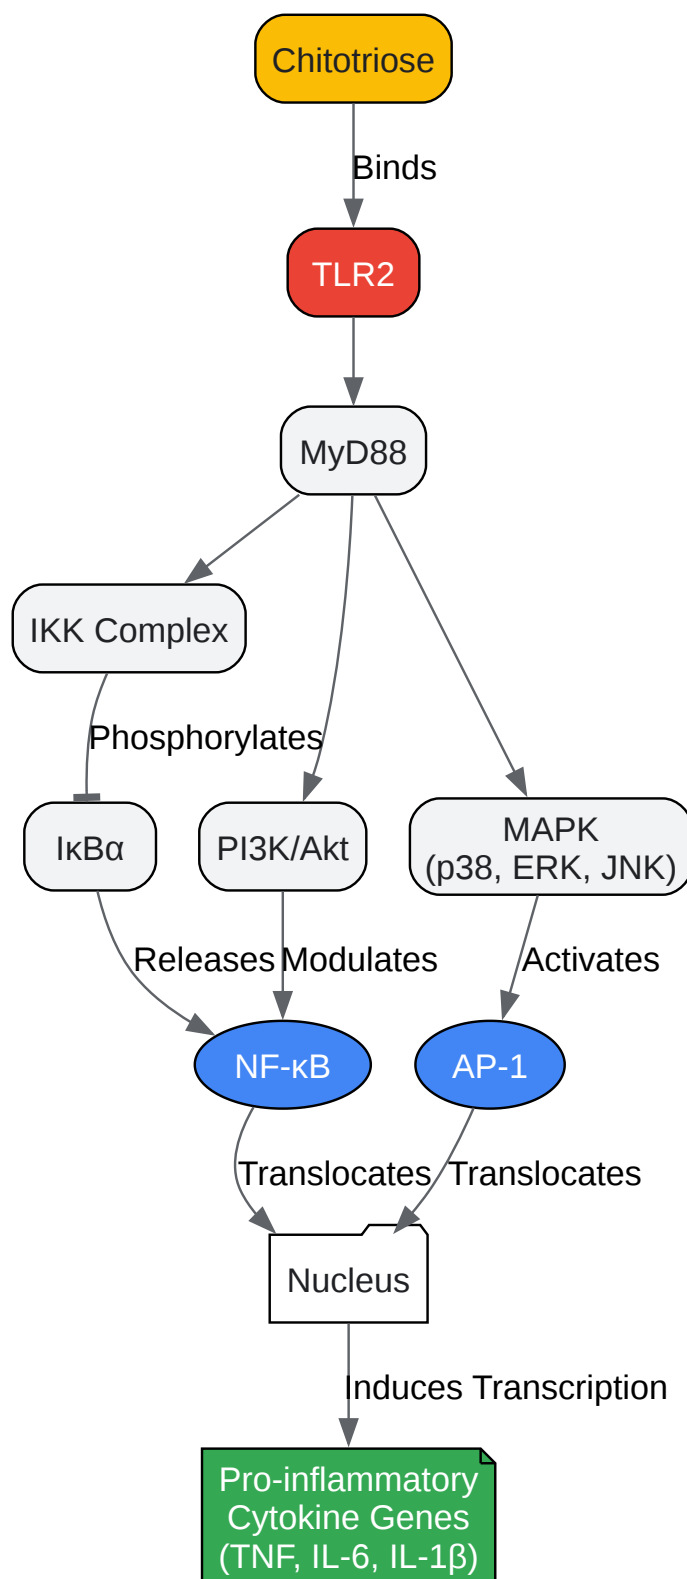 Chitotriose
Binds
TLR2
MyD88
IKK Complex
Phosphorylates
IκBα
PI3K/Akt
MAPK
(p38, ERK, JNK)
Releases
Modulates
Activates
NF-κB
AP-1
Translocates
Translocates
Nucleus
Induces Transcription
Pro-inflammatory
Cytokine Genes
(TNF, IL-6, IL-1β)